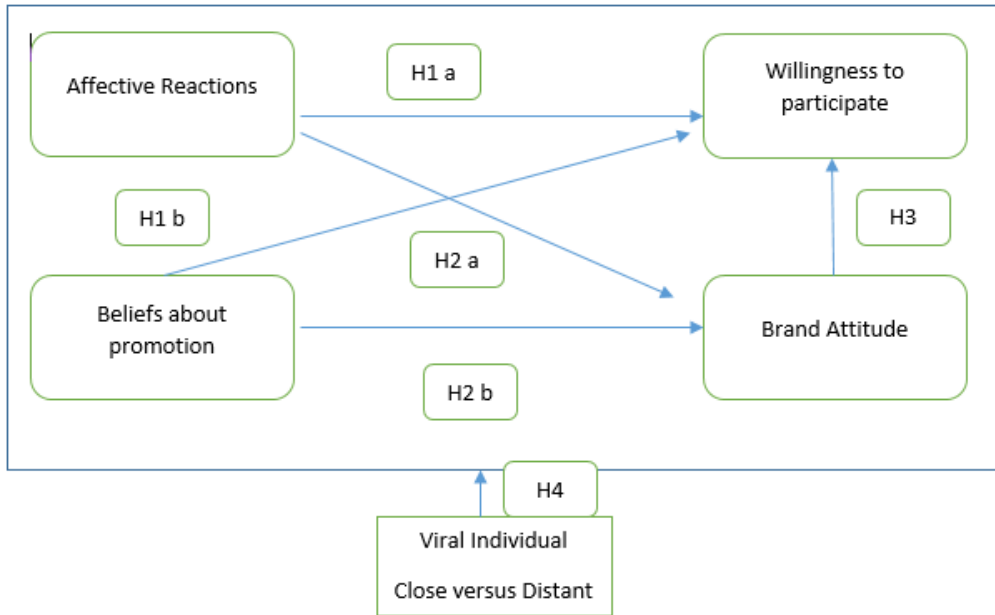 Affective Reactions
H1 a
Willingness to
participate
H1 b
H2 a
H3
Beliefs about
promotion
Brand Attitude
H2 b
H4
Viral Individual
Close versus Distant